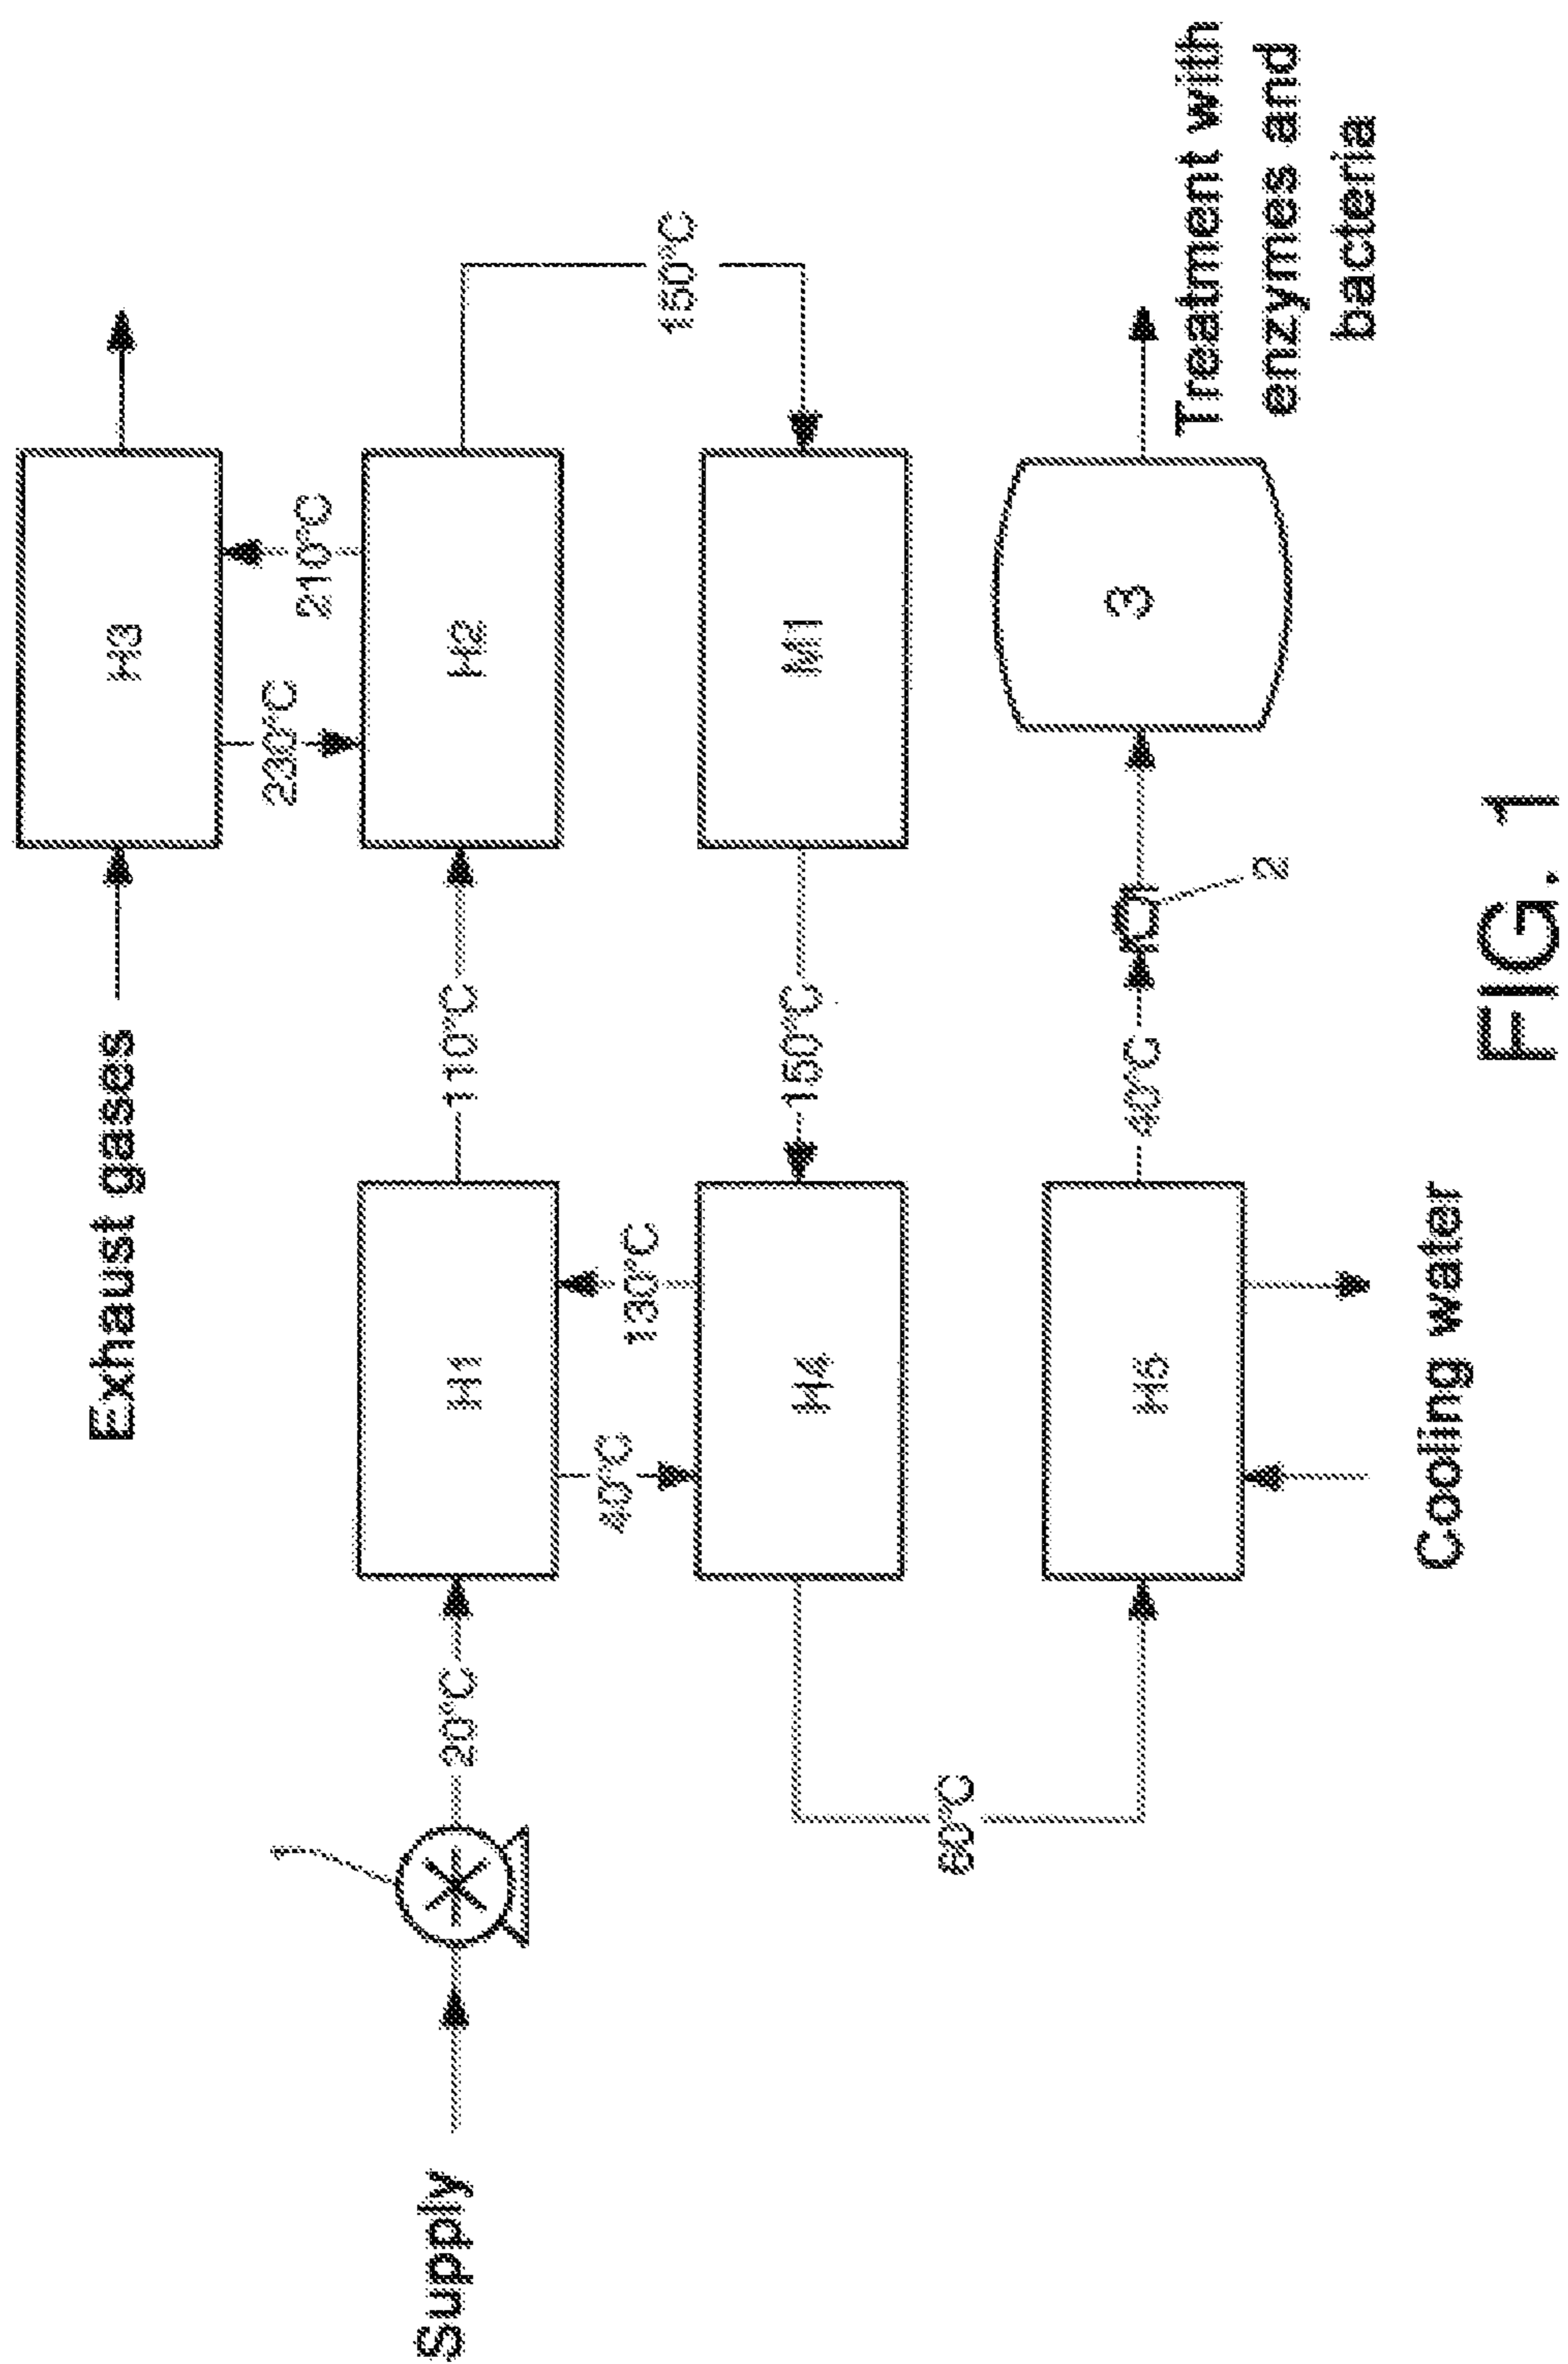 Exhaust gases
H3
230°C
210°C
1
Supply
20°C
H1
110°C
H2
40°C
130°C
150°C
H4
150°C
M1
H5
40°C
2
3
Treatment with
enzymes and
bacteria
Cooling water
FIG. 1